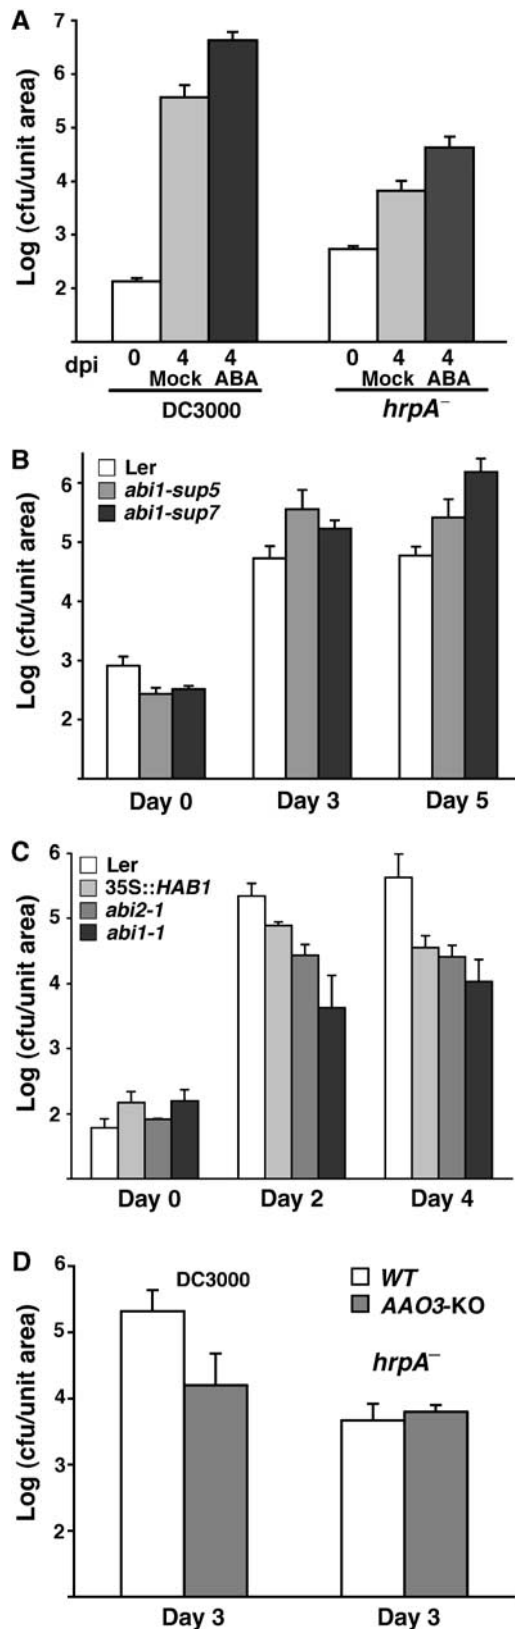 A
Log (cfu/unit area)
7
6
5
4
3
2
dpi 0 4 4 0 4 4
Mock ABA Mock ABA
DC3000 hrpA⁻
B
Log (cfu/unit area)
Ler
abi1-sup5
abi1-sup7
6
5
4
3
2
Day 0 Day 3 Day 5
C
Log (cfu/unit area)
Ler
35S::HAB1
abi2-1
abi1-1
6
5
4
3
2
Day 0 Day 2 Day 4
D
Log (cfu/unit area)
6
5
4
3
2
DC3000
WT
AAO3-KO
hrpA⁻
Day 3 Day 3